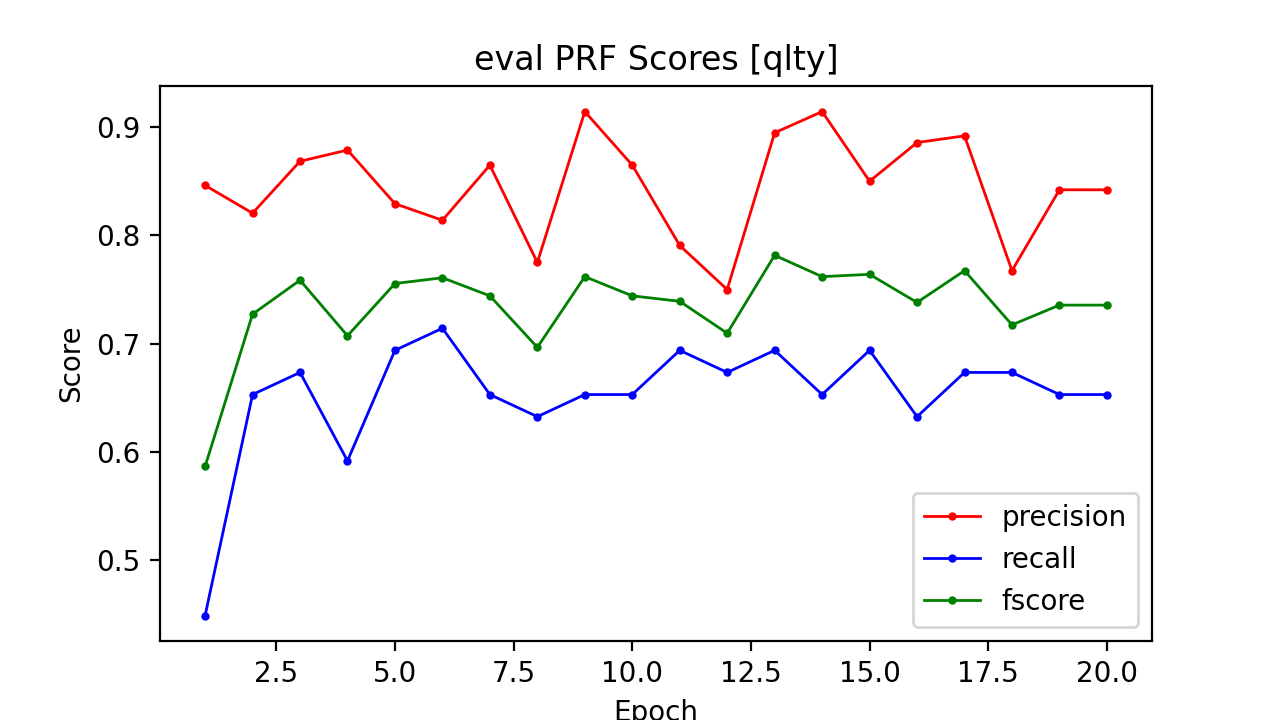 eval PRF Scores [qlty]
0.9
0.8
0.7
0.6
0.5
Score
precision
recall
fscore
2.5 5.0 7.5 10.0 12.5 15.0 17.5 20.0
Epoch